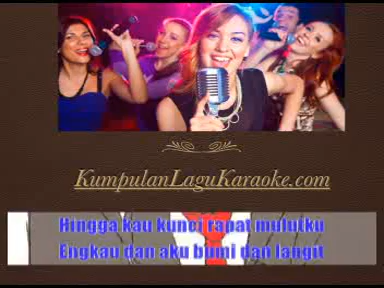 KumpulanLaguKaraoke.com
Hingga kau kunci rapat mulutku
Engkau dan aku bumi dan langit